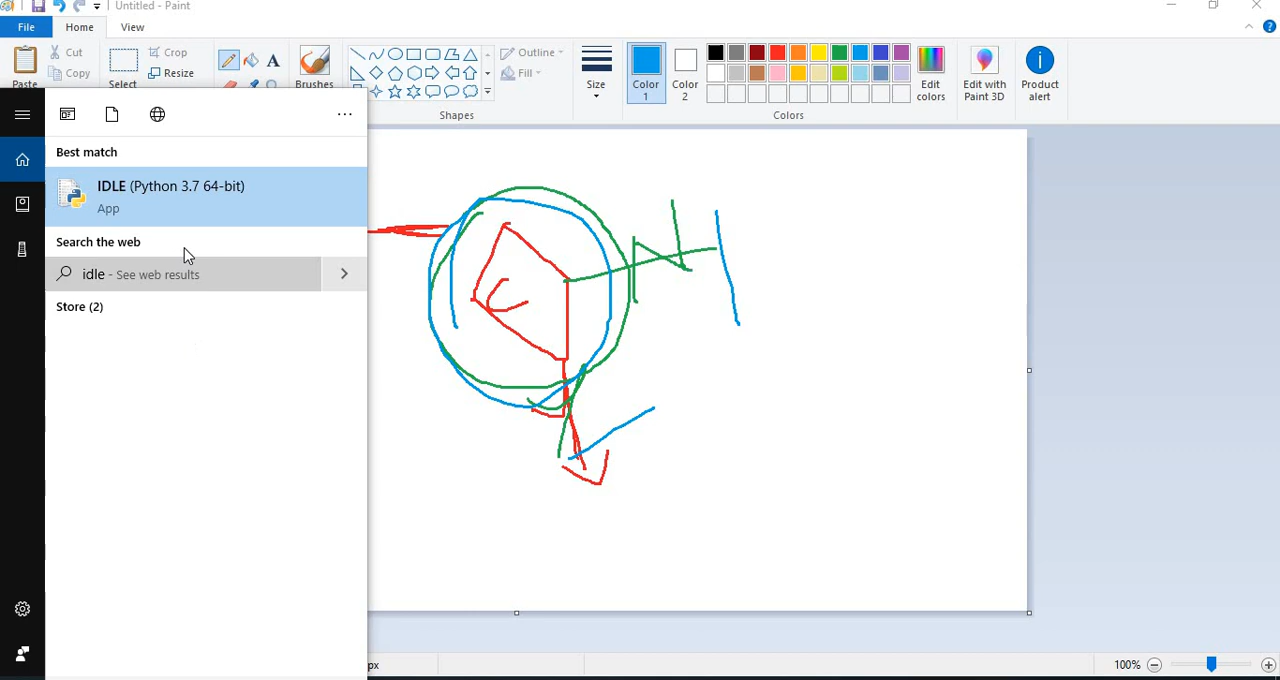 Untitled - Paint
File Home View
Cut
Copy
Paste
Crop
Resize
Select
Brushes
Outline
Fill
Shapes
Size
Color 1
Color 2
Edit colors
Colors
Edit with Paint 3D
Product alert
Best match
IDLE (Python 3.7 64-bit)
App
Search the web
idle - See web results
Store (2)
px
100%